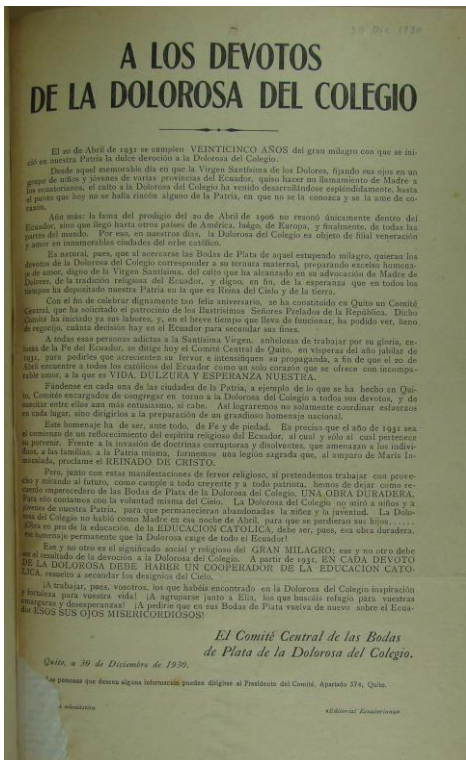 30 Dic 1930
A LOS DEVOTOS
DE LA DOLOROSA DEL COLEGIO
El 20 de Abril de 1931 se cumplen VEINTICINCO AÑOS del gran milagro con que se ini-
ció en nuestra Patria la dulce devoción a la Dolorosa del Colegio.
Desde aquel memorable día en que la Virgen Santísima de los Dolores, fijando sus ojos en un
grupo de niños y jóvenes de varias provincias del Ecuador, quiso hacer un llamamiento de Madre a
los ecuatorianos, el culto a la Dolorosa del Colegio ha venido desarrollándose espléndidamente, hasta
el punto que hoy no se halla rincón alguno de la Patria, en que no se la conozca y se la ame de co-
razón.
Aún más: la fama del prodigio del 20 de Abril de 1906 no resonó únicamente dentro del
Ecuador, sino que llegó hasta otros países de América, luégo, de Europa, y finalmente, de todas las
partes del mundo. Por eso, en nuestros días, la Dolorosa del Colegio es objeto de filial veneración
y amor en innumerables ciudades del orbe católico.
Es natural, pues, que al acercarse las Bodas de Plata de aquel estupendo milagro, quieran los
devotos de la Dolorosa del Colegio corresponder a su ternura maternal, preparando excelso homena-
je de amor, digno de la Virgen Santísima, del culto que ha alcanzado en su advocación de Madre de
Dolores, de la tradición religiosa del Ecuador, y digno, en fin, de la esperanza que en todos los
tiempos ha depositado nuestra Patria en la que es Reina del Cielo y de la tierra.
Con el fin de celebrar dignamente tan feliz aniversario, se ha constituído en Quito un Comité
Central, que ha solicitado el patrocinio de los Ilustrísimos Señores Prelados de la República. Dicho
Comité ha iniciado ya sus labores, y, en el breve tiempo que lleva de funcionar, ha podido ver, lleno
de regocijo, cuánta decisión hay en el Ecuador para secundar sus fines.
A todas esas personas adictas a la Santísima Virgen, anhelosas de trabajar por su gloria, ce-
losas de la Fe del Ecuador, se dirige hoy el Comité Central de Quito, en vísperas del año jubilar de
1931, para pedirles que acrecienten su fervor e intensifiquen su propaganda, a fin de que el 20 de
Abril encuentre a todos los católicos del Ecuador como un solo corazón que se ofrece con incompa-
rable amor, a la que es VIDA, DULZURA Y ESPERANZA NUESTRA.
Fúndense en cada una de las ciudades de la Patria, a ejemplo de lo que se ha hecho en Qui-
to, Comités encargados de congregar en torno a la Dolorosa del Colegio a todos sus devotos, y de
suscitar entre ellos aun más entusiasmo, si cabe. Así lograremos no solamente coordinar esfuerzos
en cada lugar, sino dirigirlos a la preparación de un grandioso homenaje nacional.
Este homenaje ha de ser, ante todo, de Fe y de piedad. Es preciso que el año de 1931 sea
el comienzo de un reflorecimiento del espíritu religioso del Ecuador, al cual y sólo al cual pertenece
su porvenir. Frente a la invasión de doctrinas corruptoras y disolventes, que amenazan a los indivi-
duos, a las familias, a la Patria misma, formemos una legión sagrada que, al amparo de María In-
maculada, proclame el REINADO DE CRISTO.
Pero, junto con estas manifestaciones de fervor religioso, si pretendemos trabajar con prove-
cho y mirando al futuro, como cumple a todo creyente y a todo patriota, hemos de dejar como re-
cuerdo imperecedero de las Bodas de Plata de la Dolorosa del Colegio, UNA OBRA DURADERA.
Para ello contamos con la voluntad misma del Cielo. La Dolorosa del Colegio no miró a niños y a
jóvenes de nuestra Patria, para que permanecieran abandonadas la niñez y la juventud. La Dolo-
rosa del Colegio no habló como Madre en esa noche de Abril, para que se perdieran sus hijos......
¡Obra en pro de la educación, de la EDUCACION CATOLICA, debe ser, pues, esa obra duradera,
ese homenaje permanente que la Dolorosa exige de todo el Ecuador!
Ese y no otro es el significado social y religioso del GRAN MILAGRO; ese y no otro debe
ser el resultado de la devoción a la Dolorosa del Colegio. A partir de 1931, EN CADA DEVOTO
DE LA DOLOROSA DEBE HABER UN COOPERADOR DE LA EDUCACION CATO-
LICA, resuelto a secundar los designios del Cielo.
¡A trabajar, pues, vosotros, los que habéis encontrado en la Dolorosa del Colegio inspiración
y fortaleza para vuestra vida! ¡A agruparse junto a Ella, los que buscáis refugio para vuestras
amarguras y desesperanzas! ¡A pedirle que en sus Bodas de Plata vuelva de nuevo sobre el Ecua-
dor ESOS SUS OJOS MISERICORDIOSOS!
El Comité Central de las Bodas
de Plata de la Dolorosa del Colegio.
Quito, a 30 de Diciembre de 1930.
Las personas que deseen alguna información pueden dirigirse al Presidente del Comité, Apartado 574, Quito.
«Editorial Ecuatoriana»